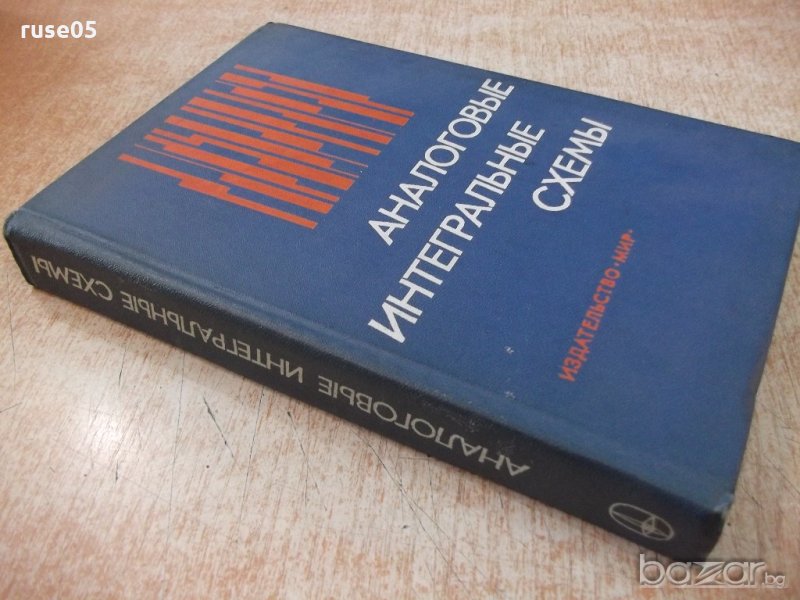 ruse05
АНАЛОГОВЫЕ
ИНТЕГРАЛЬНЫЕ
СХЕМЫ
ИЗДАТЕЛЬСТВО «МИР»
АНАЛОГОВЫЕ ИНТЕГРАЛЬНЫЕ СХЕМЫ
bazar.bg